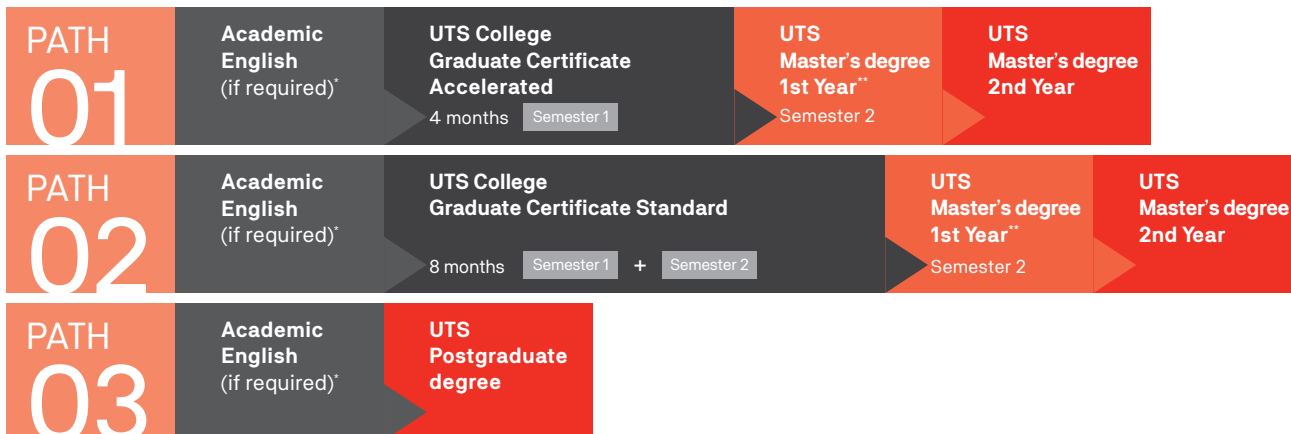 PATH
01
Academic
English
(if required)*
UTS College
Graduate Certificate
Accelerated
4 months Semester 1
UTS
Master's degree
1st Year**
Semester 2
UTS
Master's degree
2nd Year
PATH
02
Academic
English
(if required)*
UTS College
Graduate Certificate Standard
8 months Semester 1 + Semester 2
UTS
Master's degree
1st Year**
Semester 2
UTS
Master's degree
2nd Year
PATH
03
Academic
English
(if required)*
UTS
Postgraduate
degree